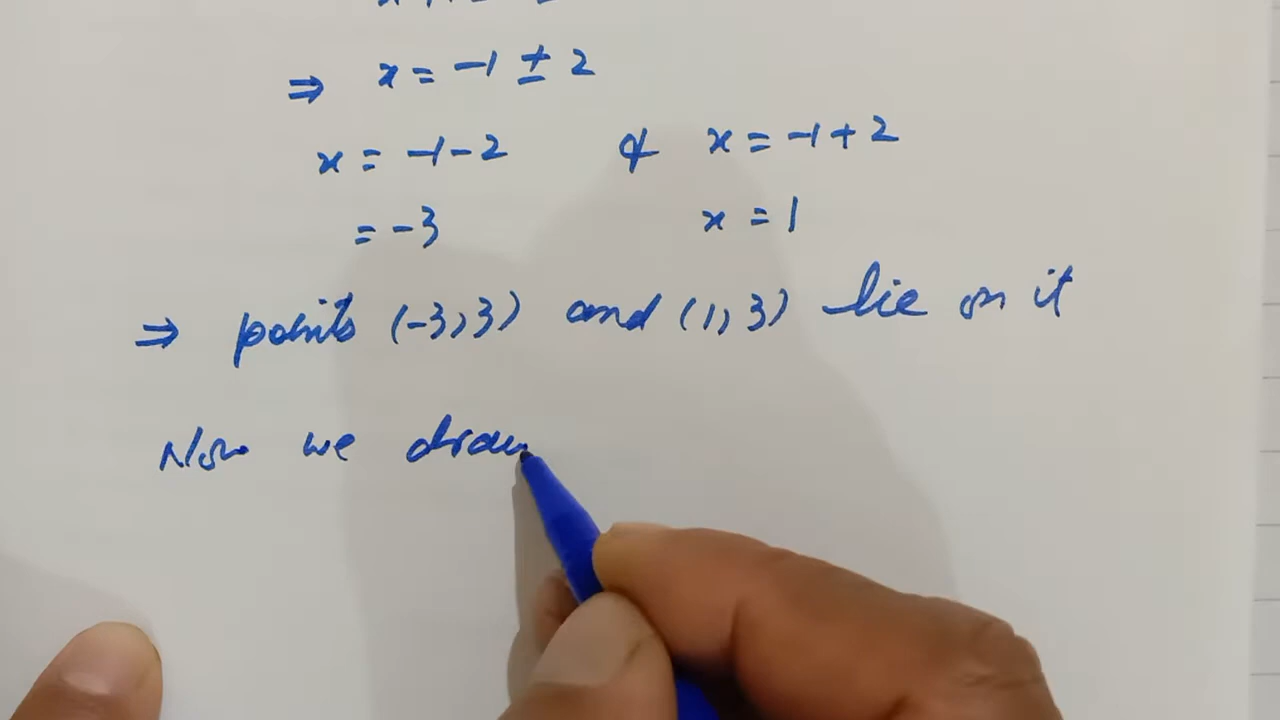 ⇒ x = -1 ± 2
x = -1 - 2 & x = -1 + 2
= -3 x = 1
⇒ points (-3, 3) and (1, 3) lie on it
Now we draw